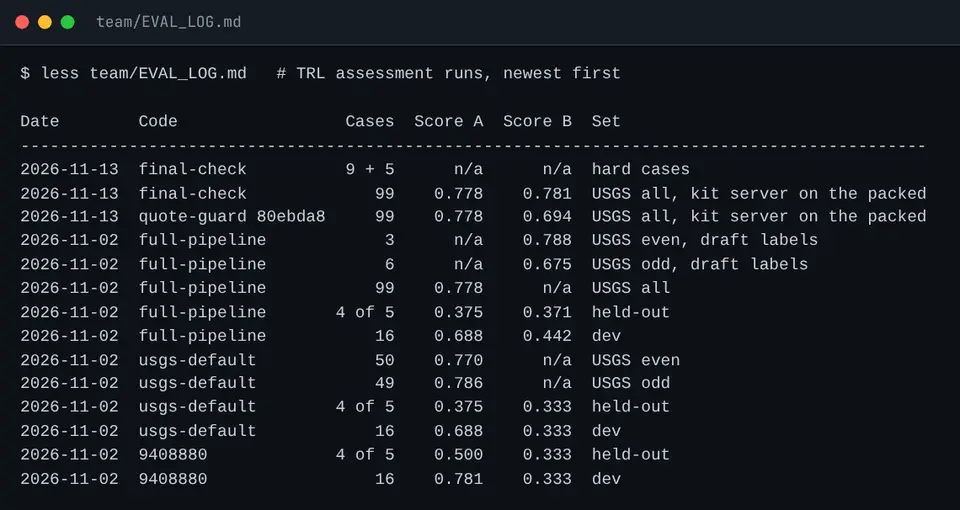 team/EVAL_LOG.md
$ less team/EVAL_LOG.md   # TRL assessment runs, newest first
Date        Code                 Cases  Score A  Score B  Set
--------------------------------------------------------------------------------------------
2026-11-13  final-check          9 + 5      n/a      n/a  hard cases
2026-11-13  final-check             99    0.778    0.781  USGS all, kit server on the packed
2026-11-13  quote-guard 80ebda8     99    0.778    0.694  USGS all, kit server on the packed
2026-11-02  full-pipeline            3      n/a    0.788  USGS even, draft labels
2026-11-02  full-pipeline            6      n/a    0.675  USGS odd, draft labels
2026-11-02  full-pipeline           99    0.778      n/a  USGS all
2026-11-02  full-pipeline       4 of 5    0.375    0.371  held-out
2026-11-02  full-pipeline           16    0.688    0.442  dev
2026-11-02  usgs-default            50    0.770      n/a  USGS even
2026-11-02  usgs-default            49    0.786      n/a  USGS odd
2026-11-02  usgs-default        4 of 5    0.375    0.333  held-out
2026-11-02  usgs-default            16    0.688    0.333  dev
2026-11-02  9408880             4 of 5    0.500    0.333  held-out
2026-11-02  9408880                 16    0.781    0.333  dev